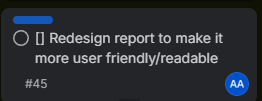 [] Redesign report to make it
more user friendly/readable
#45
AA